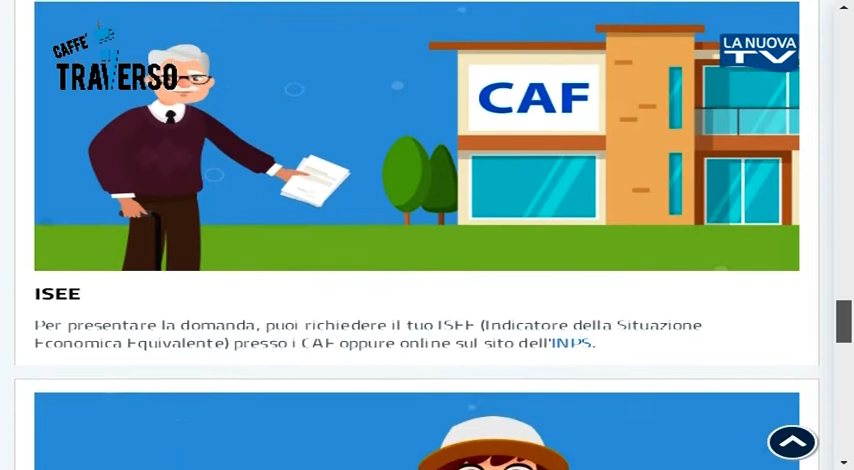 CAFFE'
TRAVERSO
LA NUOVA
TV
CAF
ISEE
Per presentare la domanda, puoi richiedere il tuo ISEE (Indicatore della Situazione
Economica Equivalente) presso i CAF oppure online sul sito dell'INPS.